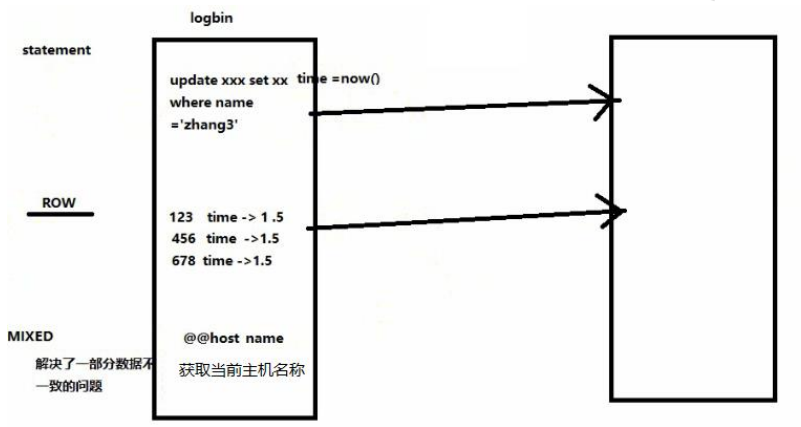 logbin
statement
update xxx set xx time =now()
where name
='zhang3'
ROW
123 time -> 1 .5
456 time ->1.5
678 time ->1.5
MIXED
@@host name
解决了一部分数据不
一致的问题
获取当前主机名称